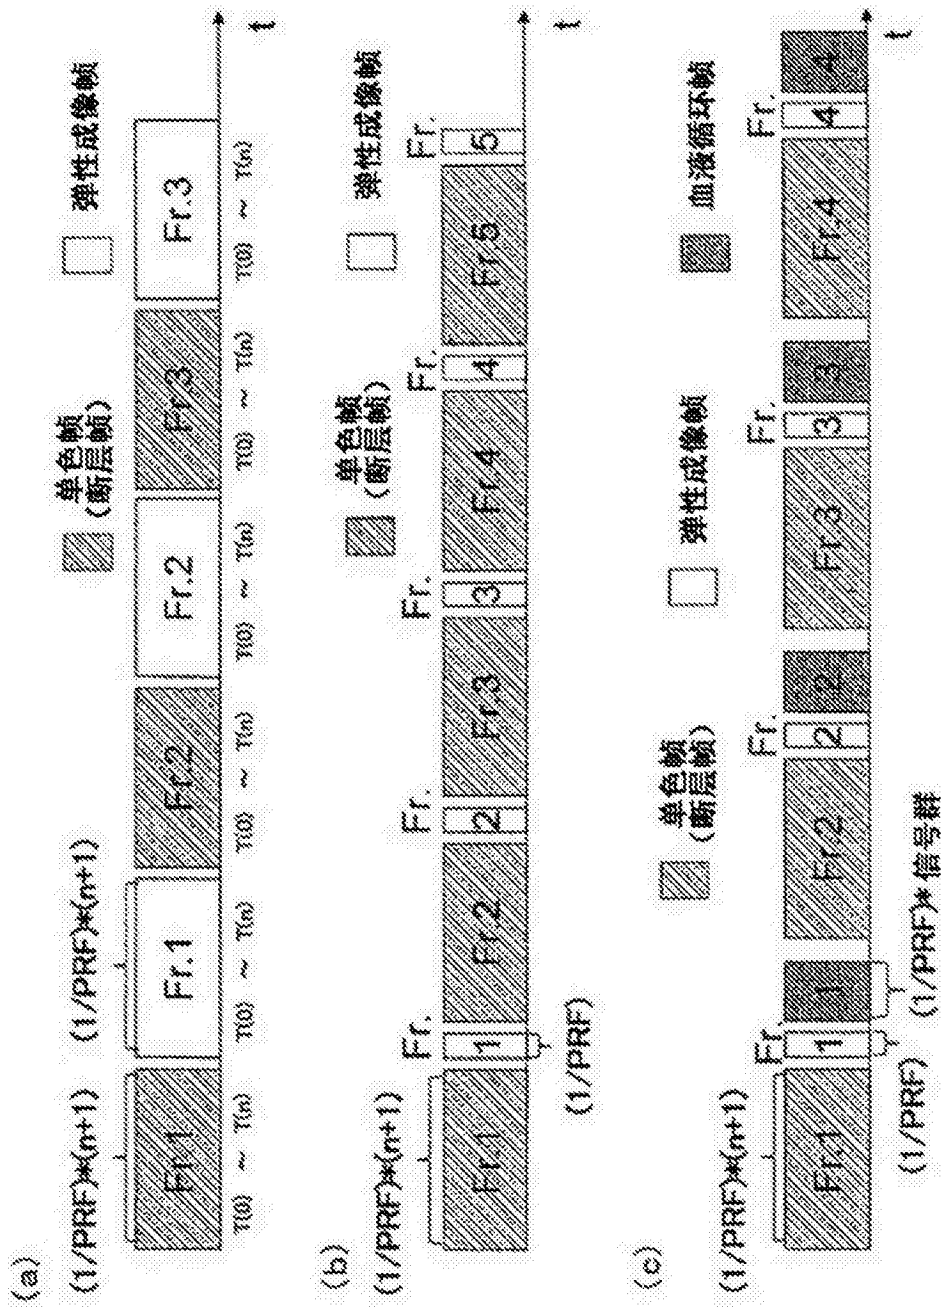 (a)
单色帧
(断层帧)
弹性成像帧
(1/PRF)*(n+1)
(1/PRF)*(n+1)
Fr.1
Fr.1
Fr.2
Fr.2
Fr.3
Fr.3
T(0) ~ T(n)
T(0) ~ T(n)
T(0) ~ T(n)
T(0) ~ T(n)
T(0) ~ T(n)
T(0) ~ T(n)
t
(b)
单色帧
(断层帧)
弹性成像帧
(1/PRF)*(n+1)
Fr.
Fr.
Fr.
Fr.
Fr.
Fr.1
1
Fr.2
2
Fr.3
3
Fr.4
4
Fr.5
5
t
(1/PRF)
(c)
单色帧
(断层帧)
弹性成像帧
血液循环帧
(1/PRF)*(n+1)
Fr.
Fr.
Fr.
Fr.
Fr.1
1
1
Fr.2
2
2
Fr.3
3
3
Fr.4
4
4
t
(1/PRF)
(1/PRF)*信号群